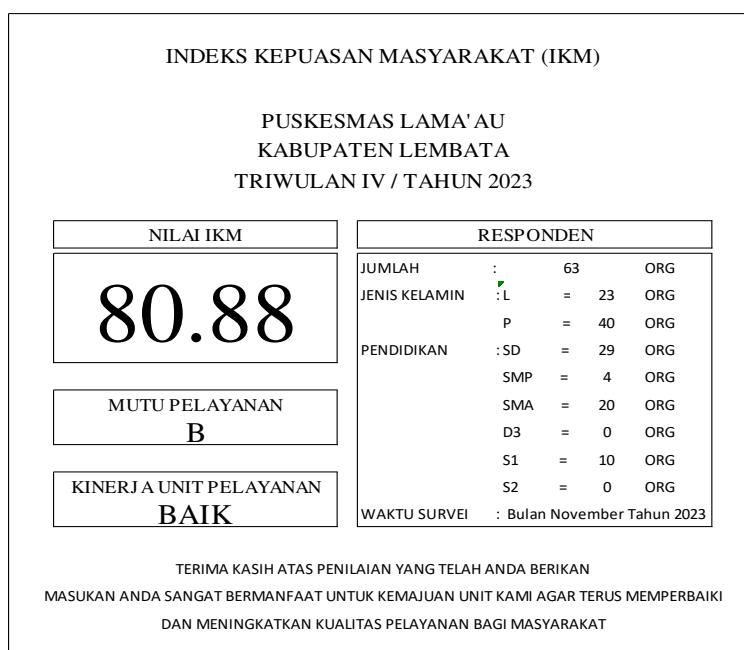 INDEKS KEPUASAN MASYARAKAT (IKM)
PUSKESMAS LAMA'AU
KABUPATEN LEMBATA
TRIWULAN IV / TAHUN 2023
NILAI IKM
80.88
MUTU PELAYANAN
B
KINERJA UNIT PELAYANAN
BAIK
RESPONDEN
JUMLAH : 63 ORG
JENIS KELAMIN : L = 23 ORG
P = 40 ORG
PENDIDIKAN : SD = 29 ORG
SMP = 4 ORG
SMA = 20 ORG
D3 = 0 ORG
S1 = 10 ORG
S2 = 0 ORG
WAKTU SURVEI : Bulan November Tahun 2023
TERIMA KASIH ATAS PENILAIAN YANG TELAH ANDA BERIKAN
MASUKAN ANDA SANGAT BERMANFAAT UNTUK KEMAJUAN UNIT KAMI AGAR TERUS MEMPERBAIKI
DAN MENINGKATKAN KUALITAS PELAYANAN BAGI MASYARAKAT